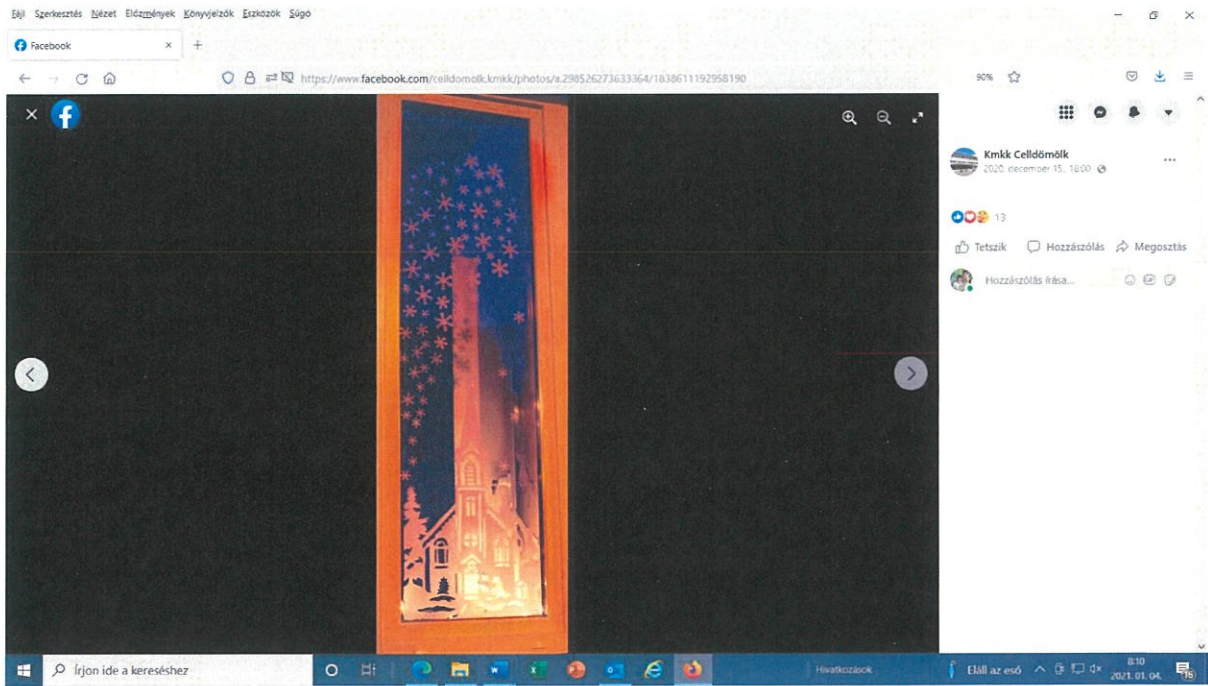 Fájl Szerkesztés Nézet Előzmények Könyvjelzők Eszközök Súgó
Facebook
https://www.facebook.com/celldomolk.kmkk/photos/a.298526273633364/1838611192958190
90%
Kmkk Celldömölk
2020. december 15., 18:00
13
Tetszik Hozzászólás Megosztás
Hozzászólás írása...
GIF
Írjon ide a kereséshez
Hivatkozások
Eláll az eső
8:10
2021. 01. 04.
16